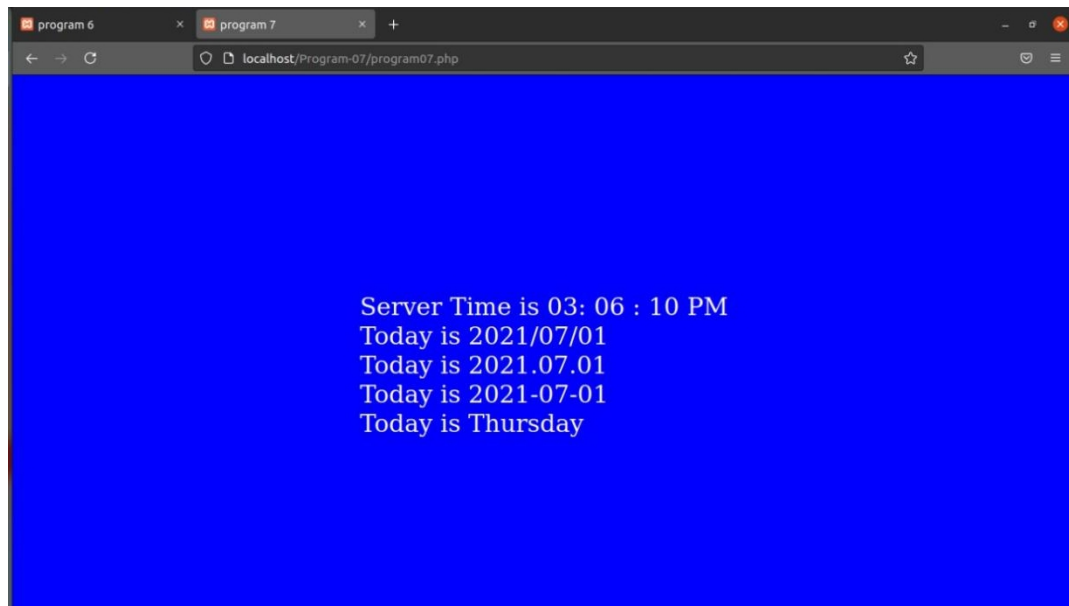 program 6
program 7
localhost/Program-07/program07.php
Server Time is 03: 06 : 10 PM
Today is 2021/07/01
Today is 2021.07.01
Today is 2021-07-01
Today is Thursday